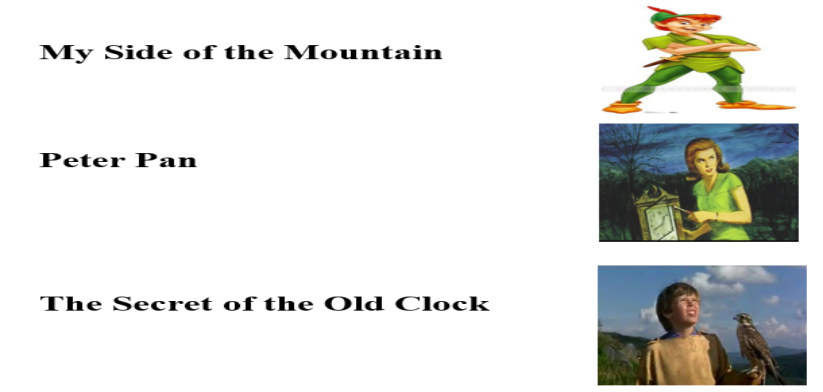 My Side of the Mountain
Peter Pan
The Secret of the Old Clock